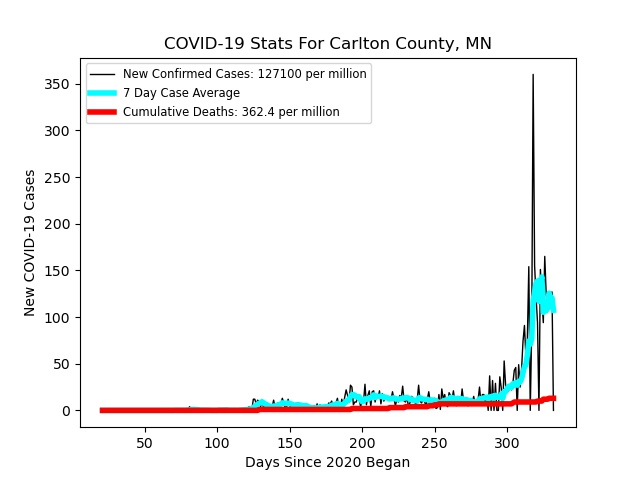 COVID-19 Stats For Carlton County, MN
New Confirmed Cases: 127100 per million
7 Day Case Average
Cumulative Deaths: 362.4 per million
New COVID-19 Cases
350
300
250
200
150
100
50
0
50 100 150 200 250 300
Days Since 2020 Began